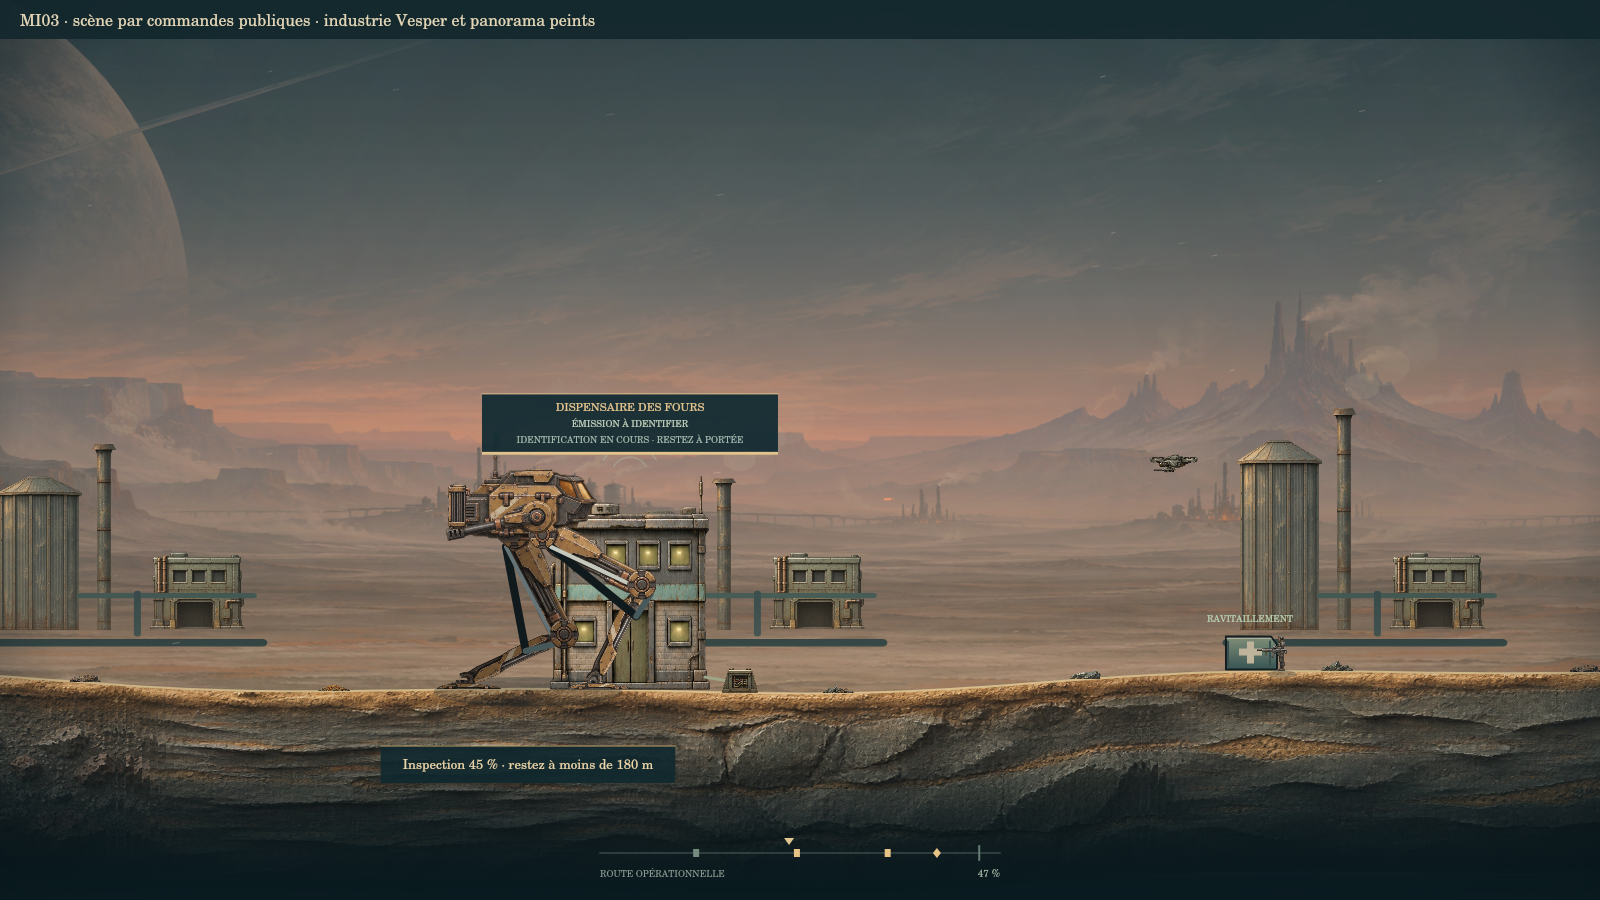 MI03 · scène par commandes publiques · industrie Vesper et panorama peints
DISPENSAIRE DES FOURS
ÉMISSION À IDENTIFIER
IDENTIFICATION EN COURS · RESTEZ À PORTÉE
RAVITAILLEMENT
Inspection 45 % · restez à moins de 180 m
ROUTE OPÉRATIONNELLE
47 %